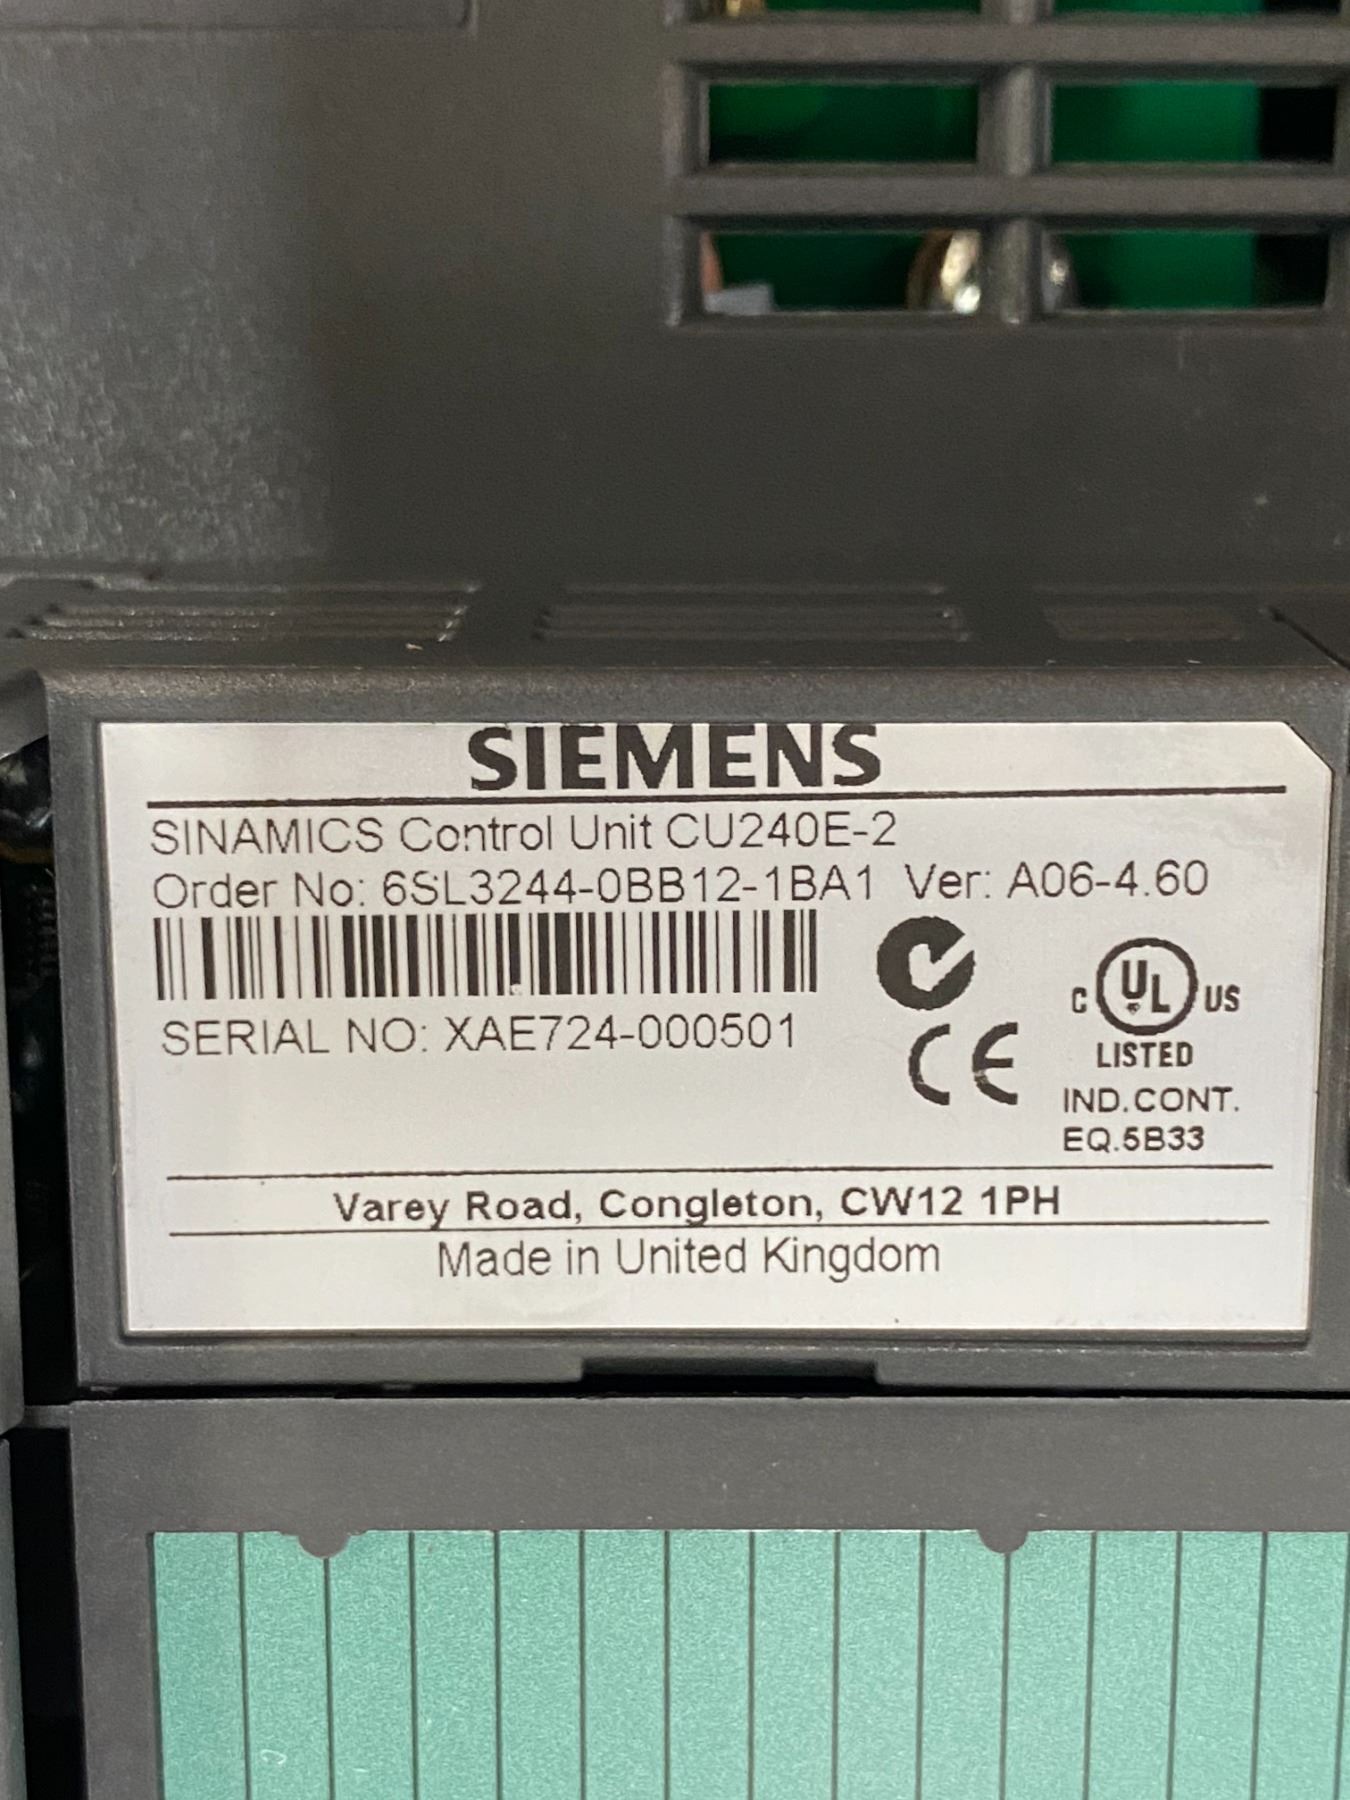 SIEMENS
SINAMICS Control Unit CU240E-2
Order No: 6SL3244-0BB12-1BA1 Ver: A06-4.60
SERIAL NO: XAE724-000501
CE
C UL US
LISTED
IND.CONT.
EQ.5B33
Varey Road, Congleton, CW12 1PH
Made in United Kingdom